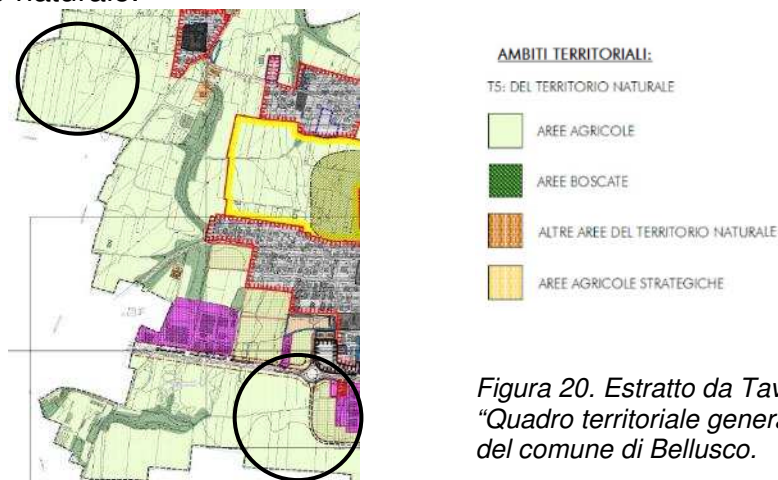 naturale.
AMBITI TERRITORIALI:
T5: DEL TERRITORIO NATURALE
AREE AGRICOLE
AREE BOSCATE
ALTRE AREE DEL TERRITORIO NATURALE
AREE AGRICOLE STRATEGICHE
Figura 20. Estratto da Tav
“Quadro territoriale genera
del comune di Bellusco.